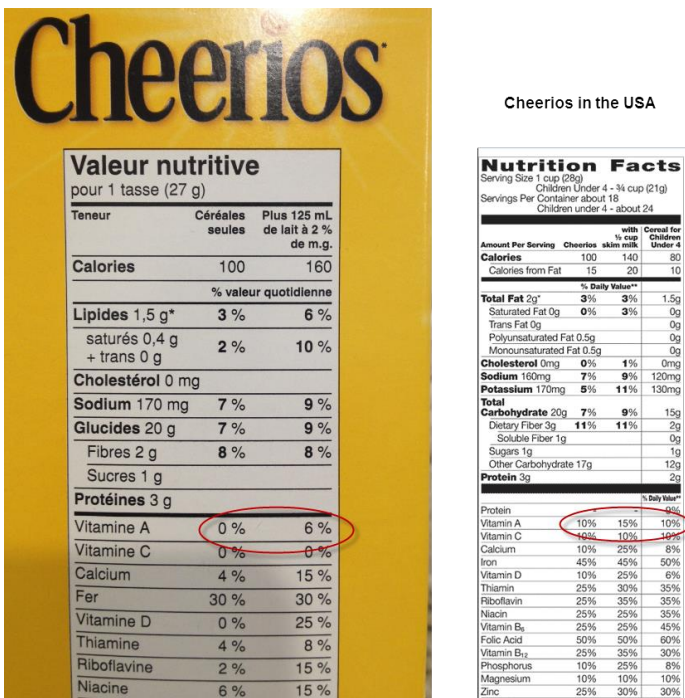 Cheerios
Valeur nutritive
pour 1 tasse (27 g)
Teneur Céréales seules Plus 125 mL de lait à 2 % de m.g.
Calories 100 160
% valeur quotidienne
Lipides 1,5 g* 3 % 6 %
saturés 0,4 g
+ trans 0 g 2 % 10 %
Cholestérol 0 mg
Sodium 170 mg 7 % 9 %
Glucides 20 g 7 % 9 %
Fibres 2 g 8 % 8 %
Sucres 1 g
Protéines 3 g
Vitamine A 0 % 6 %
Vitamine C 0 % 0 %
Calcium 4 % 15 %
Fer 30 % 30 %
Vitamine D 0 % 25 %
Thiamine 4 % 8 %
Riboflavine 2 % 15 %
Niacine 6 % 15 %
Cheerios in the USA
Nutrition Facts
Serving Size 1 cup (28g)
Children Under 4 - ¾ cup (21g)
Servings Per Container about 18
Children under 4 - about 24
Amount Per Serving Cheerios with ½ cup skim milk Cereal for Children Under 4
Calories 100 140 80
Calories from Fat 15 20 10
% Daily Value**
Total Fat 2g* 3% 3% 1.5g
Saturated Fat 0g 0% 3% 0g
Trans Fat 0g 0g
Polyunsaturated Fat 0.5g 0g
Monounsaturated Fat 0.5g 0g
Cholesterol 0mg 0% 1% 0mg
Sodium 160mg 7% 9% 120mg
Potassium 170mg 5% 11% 130mg
Total
Carbohydrate 20g 7% 9% 15g
Dietary Fiber 3g 11% 11% 2g
Soluble Fiber 1g 0g
Sugars 1g 1g
Other Carbohydrate 17g 12g
Protein 3g 2g
% Daily Value**
Protein - - 9%
Vitamin A 10% 15% 10%
Vitamin C 10% 10% 10%
Calcium 10% 25% 8%
Iron 45% 45% 50%
Vitamin D 10% 25% 6%
Thiamin 25% 30% 35%
Riboflavin 25% 35% 35%
Niacin 25% 25% 35%
Vitamin B₆ 25% 25% 45%
Folic Acid 50% 50% 60%
Vitamin B₁₂ 25% 35% 30%
Phosphorus 10% 25% 8%
Magnesium 10% 10% 10%
Zinc 25% 30% 30%